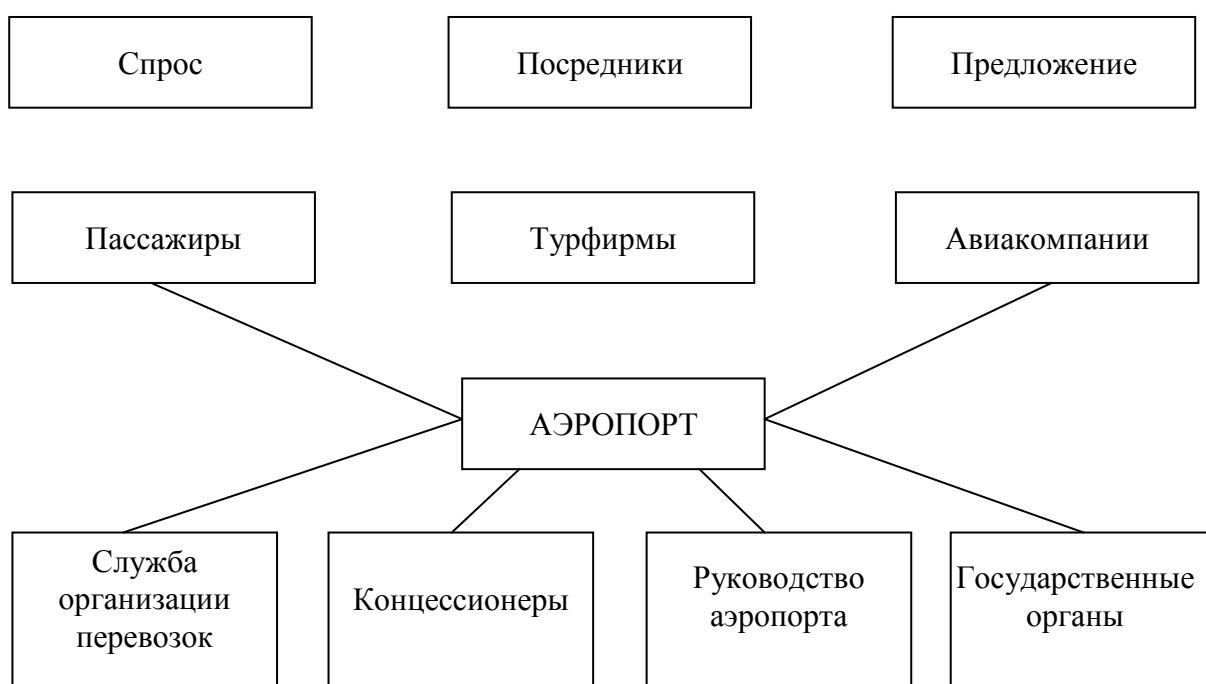 Спрос
Посредники
Предложение
Пассажиры
Турфирмы
Авиакомпании
АЭРОПОРТ
Служба
организации
перевозок
Концессионеры
Руководство
аэропорта
Государственные
органы